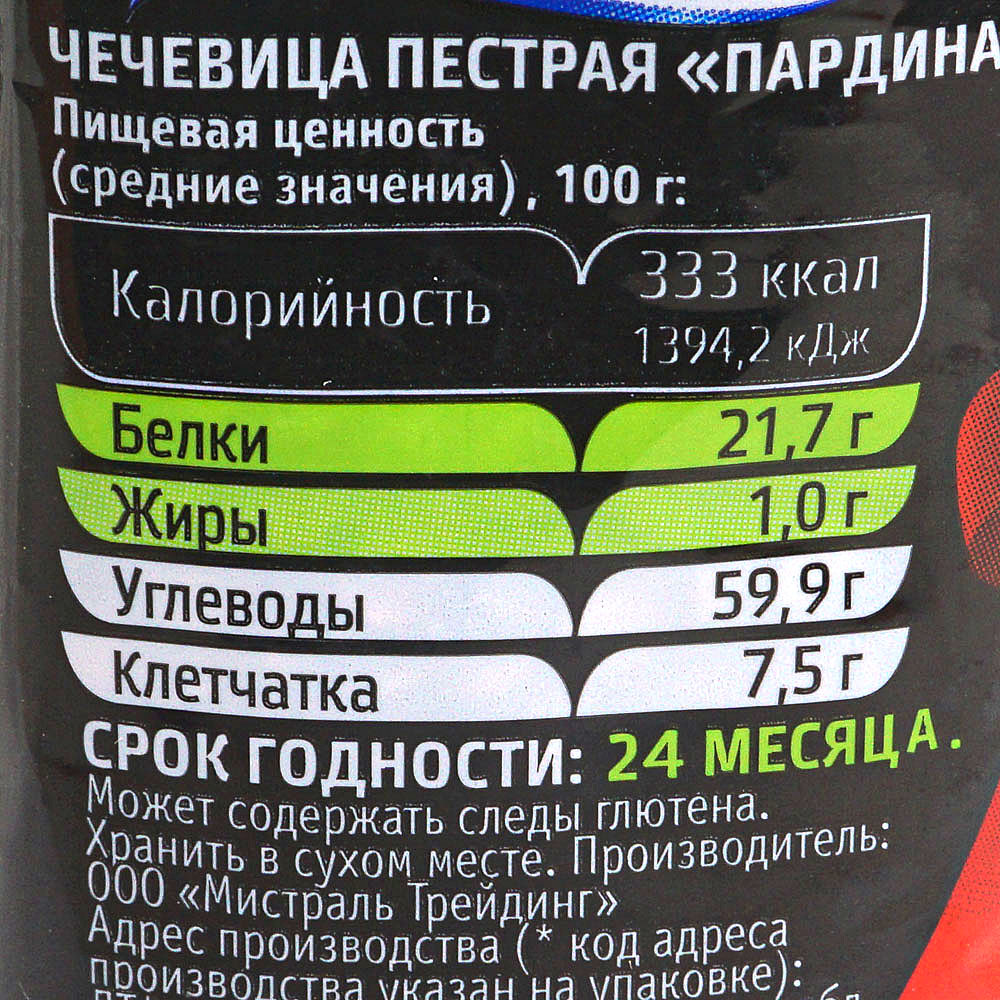 ЧЕЧЕВИЦА ПЕСТРАЯ «ПАРДИНА
Пищевая ценность
(средние значения), 100 г:
Калорийность 333 ккал
1394,2 кДж
Белки 21,7 г
Жиры 1,0 г
Углеводы 59,9 г
Клетчатка 7,5 г
СРОК ГОДНОСТИ: 24 МЕСЯЦА.
Может содержать следы глютена.
Хранить в сухом месте. Производитель:
ООО «Мистраль Трейдинг»
Адрес производства (* код адреса
производства указан на упаковке):